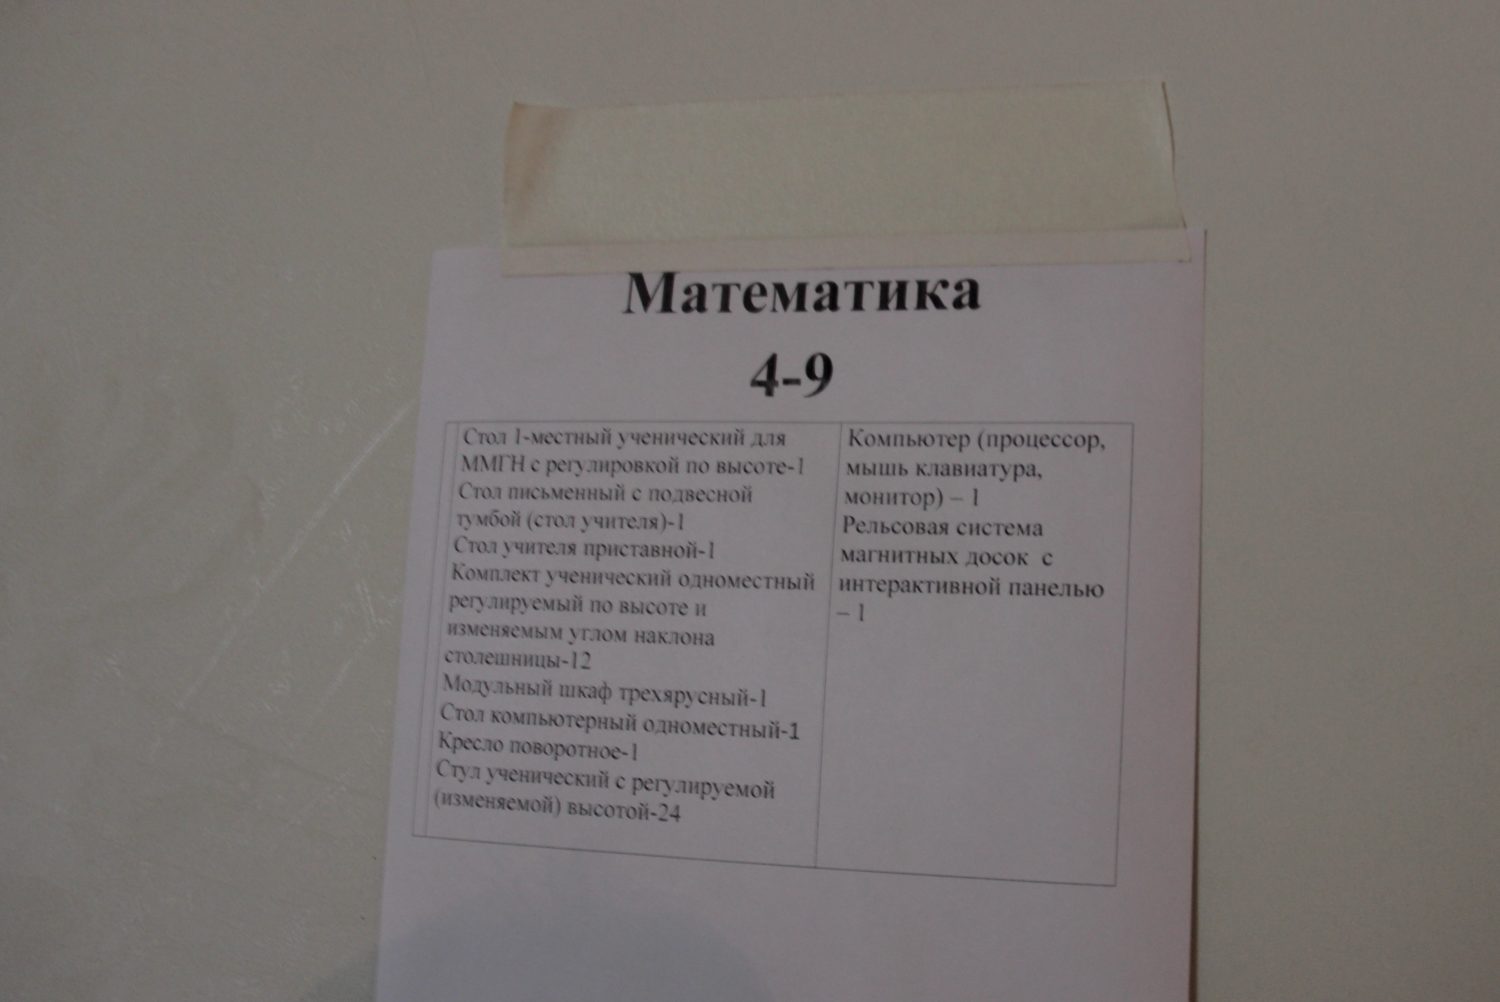 Математика
4-9
Стол 1-местный ученический для
ММГН с регулировкой по высоте-1
Стол письменный с подвесной
тумбой (стол учителя)-1
Стол учителя приставной-1
Комплект ученический одноместный
регулируемый по высоте и
изменяемым углом наклона
столешницы-12
Модульный шкаф трехярусный-1
Стол компьютерный одноместный-1
Кресло поворотное-1
Стул ученический с регулируемой
(изменяемой) высотой-24
Компьютер (процессор,
мышь клавиатура,
монитор) – 1
Рельсовая система
магнитных досок с
интерактивной панелью
– 1